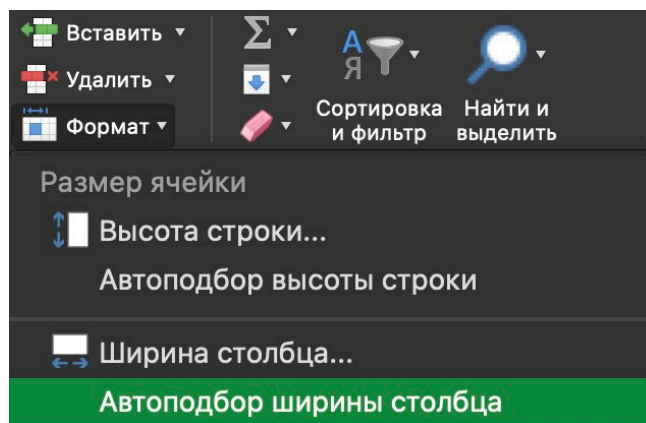 Вставить
Удалить
Формат
Σ
А
Я
Сортировка
и фильтр
Найти и
выделить
Размер ячейки
Высота строки...
Автоподбор высоты строки
Ширина столбца...
Автоподбор ширины столбца